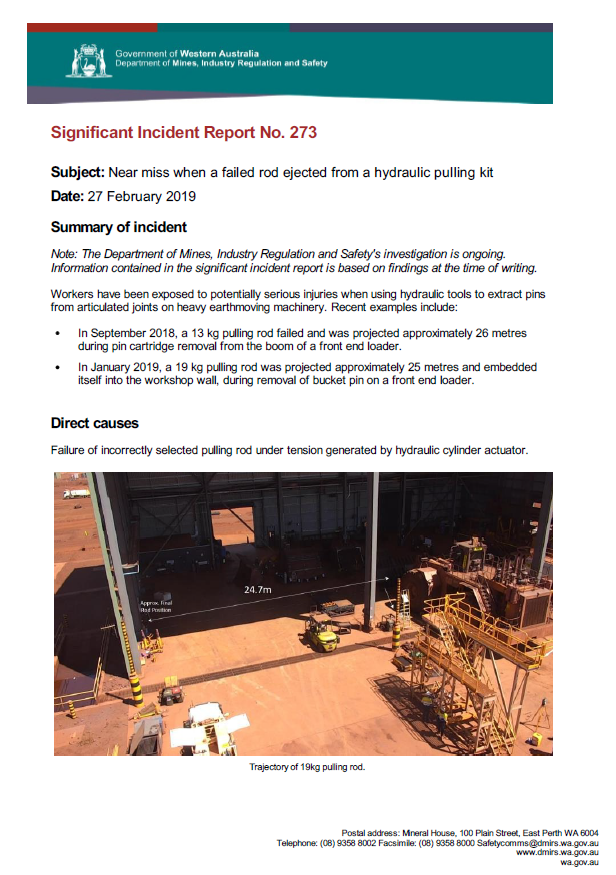 Government of Western Australia
Department of Mines, Industry Regulation and Safety
Significant Incident Report No. 273
Subject: Near miss when a failed rod ejected from a hydraulic pulling kit
Date: 27 February 2019
Summary of incident
Note: The Department of Mines, Industry Regulation and Safety's investigation is ongoing.
Information contained in the significant incident report is based on findings at the time of writing.
Workers have been exposed to potentially serious injuries when using hydraulic tools to extract pins
from articulated joints on heavy earthmoving machinery. Recent examples include:
• In September 2018, a 13 kg pulling rod failed and was projected approximately 26 metres
during pin cartridge removal from the boom of a front end loader.
• In January 2019, a 19 kg pulling rod was projected approximately 25 metres and embedded
itself into the workshop wall, during removal of bucket pin on a front end loader.
Direct causes
Failure of incorrectly selected pulling rod under tension generated by hydraulic cylinder actuator.
24.7m
Approx. Final
Rod Position
Trajectory of 19kg pulling rod.
Postal address: Mineral House, 100 Plain Street, East Perth WA 6004
Telephone: (08) 9358 8002 Facsimile: (08) 9358 8000 Safetycomms@dmirs.wa.gov.au
www.dmirs.wa.gov.au
wa.gov.au